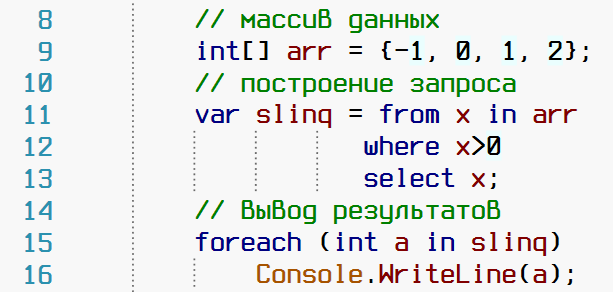 8 // массив данных
9 int[] arr = {-1, 0, 1, 2};
10 // построение запроса
11 var slinq = from x in arr
12 where x>0
13 select x;
14 // Вывод результатов
15 foreach (int a in slinq)
16 Console.WriteLine(a);